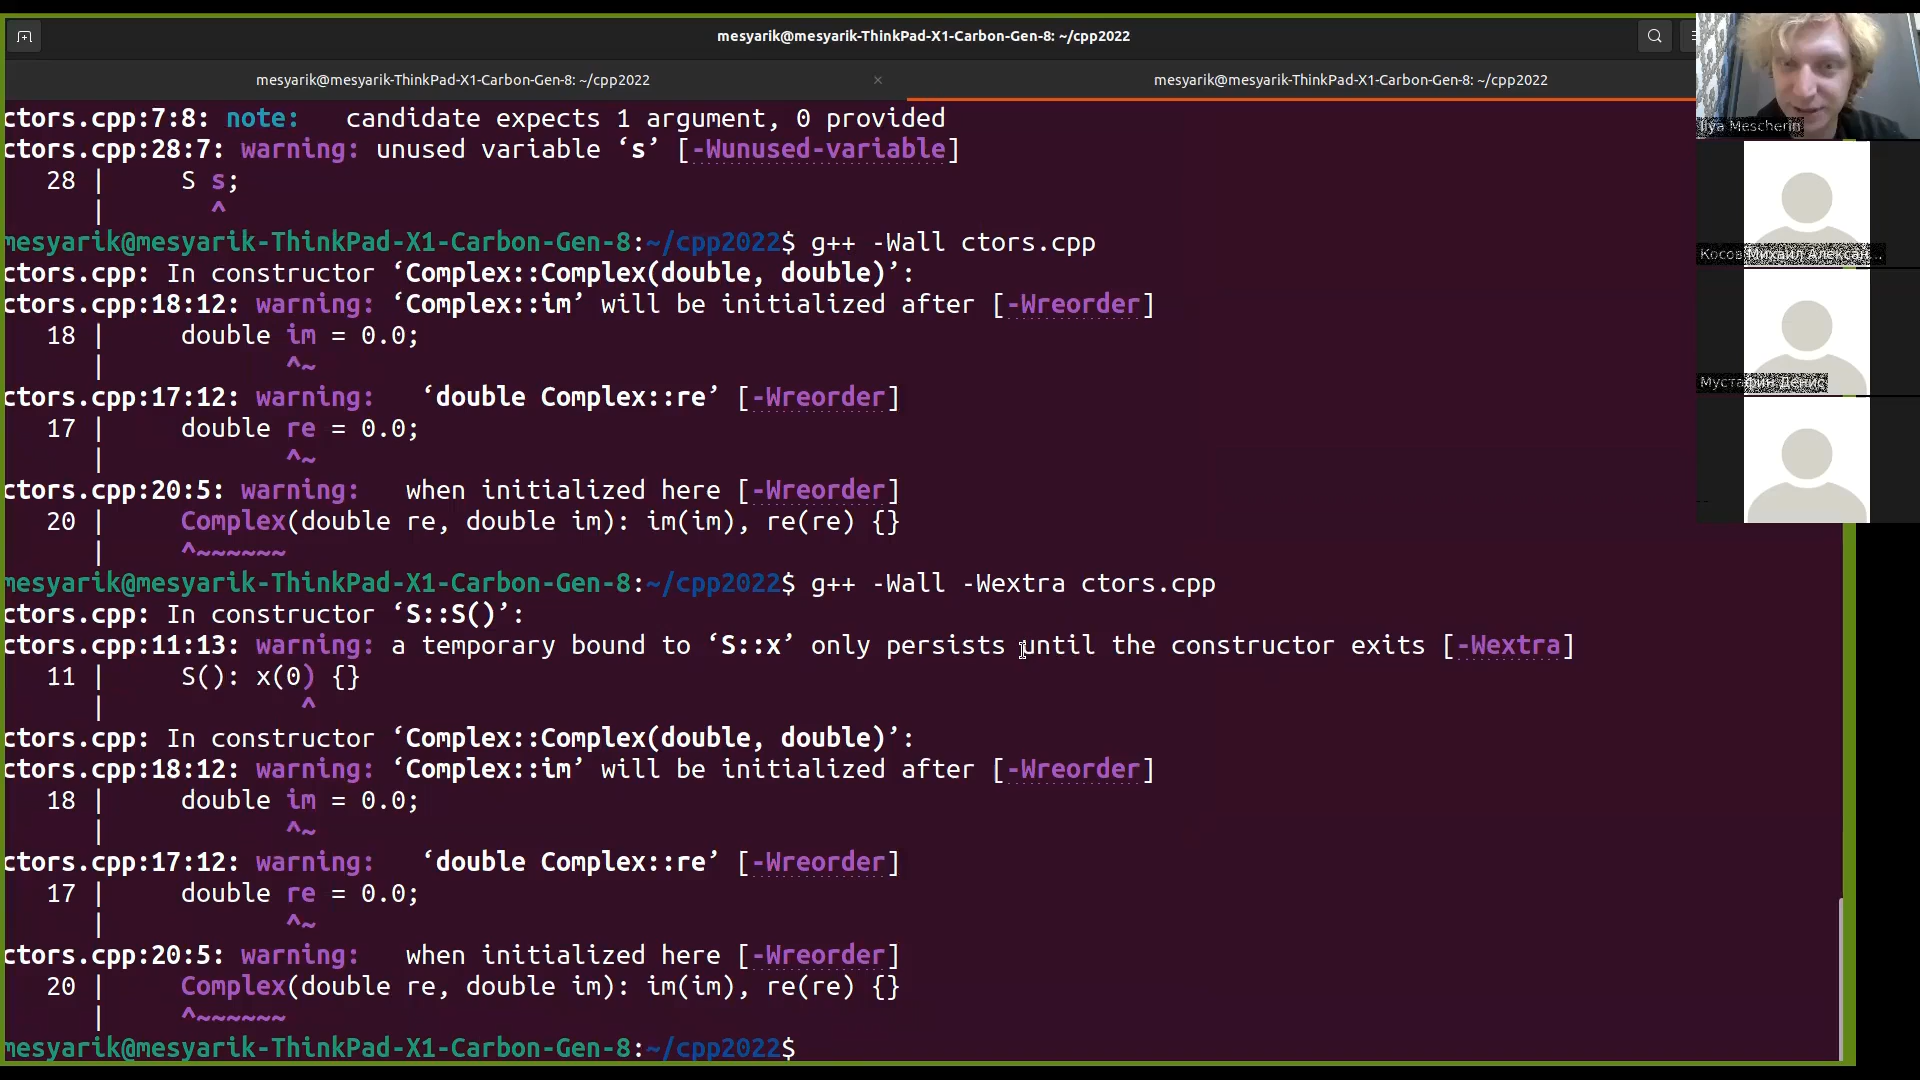 mesyarik@mesyarik-ThinkPad-X1-Carbon-Gen-8: ~/cpp2022
mesyarik@mesyarik-ThinkPad-X1-Carbon-Gen-8: ~/cpp2022 ×
mesyarik@mesyarik-ThinkPad-X1-Carbon-Gen-8: ~/cpp2022
ctors.cpp:7:8: note:   candidate expects 1 argument, 0 provided
ctors.cpp:28:7: warning: unused variable ‘s’ [-Wunused-variable]
   28 |     S s;
      |       ^
mesyarik@mesyarik-ThinkPad-X1-Carbon-Gen-8:~/cpp2022$ g++ -Wall ctors.cpp
ctors.cpp: In constructor ‘Complex::Complex(double, double)’:
ctors.cpp:18:12: warning: ‘Complex::im’ will be initialized after [-Wreorder]
   18 |     double im = 0.0;
      |            ^~
ctors.cpp:17:12: warning:   ‘double Complex::re’ [-Wreorder]
   17 |     double re = 0.0;
      |            ^~
ctors.cpp:20:5: warning:   when initialized here [-Wreorder]
   20 |     Complex(double re, double im): im(im), re(re) {}
      |     ^~~~~~~
mesyarik@mesyarik-ThinkPad-X1-Carbon-Gen-8:~/cpp2022$ g++ -Wall -Wextra ctors.cpp
ctors.cpp: In constructor ‘S::S()’:
ctors.cpp:11:13: warning: a temporary bound to ‘S::x’ only persists until the constructor exits [-Wextra]
   11 |     S(): x(0) {}
      |             ^
ctors.cpp: In constructor ‘Complex::Complex(double, double)’:
ctors.cpp:18:12: warning: ‘Complex::im’ will be initialized after [-Wreorder]
   18 |     double im = 0.0;
      |            ^~
ctors.cpp:17:12: warning:   ‘double Complex::re’ [-Wreorder]
   17 |     double re = 0.0;
      |            ^~
ctors.cpp:20:5: warning:   when initialized here [-Wreorder]
   20 |     Complex(double re, double im): im(im), re(re) {}
      |     ^~~~~~~
mesyarik@mesyarik-ThinkPad-X1-Carbon-Gen-8:~/cpp2022$
Ilya Mescherin
Косов Михаил Алексан...
Мустафин Денис